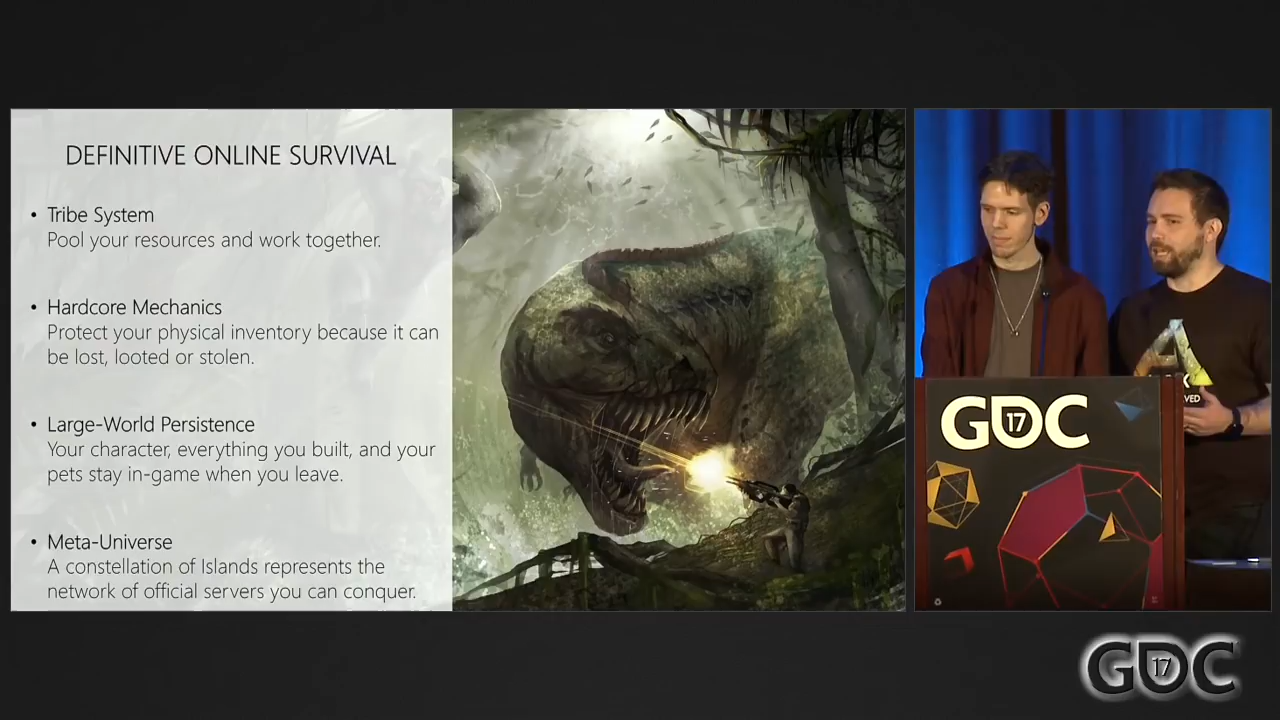 DEFINITIVE ONLINE SURVIVAL
• Tribe System
Pool your resources and work together.
• Hardcore Mechanics
Protect your physical inventory because it can
be lost, looted or stolen.
• Large-World Persistence
Your character, everything you built, and your
pets stay in-game when you leave.
• Meta-Universe
A constellation of Islands represents the
network of official servers you can conquer.
GDC
17
GDC
17